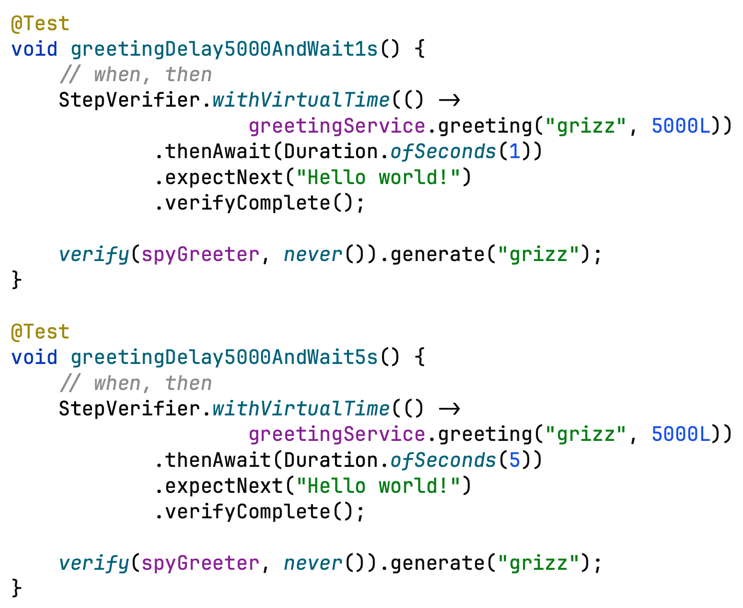 @Test
void greetingDelay5000AndWait1s() {
    // when, then
    StepVerifier.withVirtualTime(() ->
                    greetingService.greeting("grizz", 5000L))
            .thenAwait(Duration.ofSeconds(1))
            .expectNext("Hello world!")
            .verifyComplete();

    verify(spyGreeter, never()).generate("grizz");
}

@Test
void greetingDelay5000AndWait5s() {
    // when, then
    StepVerifier.withVirtualTime(() ->
                    greetingService.greeting("grizz", 5000L))
            .thenAwait(Duration.ofSeconds(5))
            .expectNext("Hello world!")
            .verifyComplete();

    verify(spyGreeter, never()).generate("grizz");
}